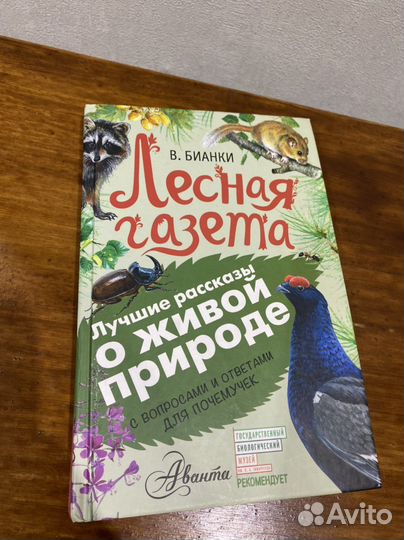 В. БИАНКИ
Лесная
газета
Лучшие рассказы
о живой
природе
с вопросами и ответами
для почемучек
ГОСУДАРСТВЕННЫЙ
БИОЛОГИЧЕСКИЙ
МУЗЕЙ
РЕКОМЕНДУЕТ
Аванта
Avito